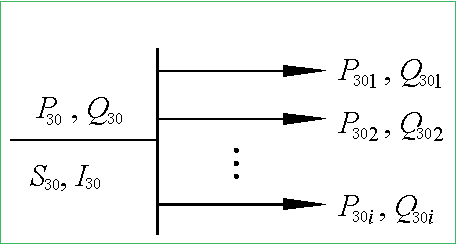 P₃₀₁ , Q₃₀₁
P₃₀ , Q₃₀
P₃₀₂ , Q₃₀₂
S₃₀, I₃₀
P₃₀ᵢ , Q₃₀ᵢ